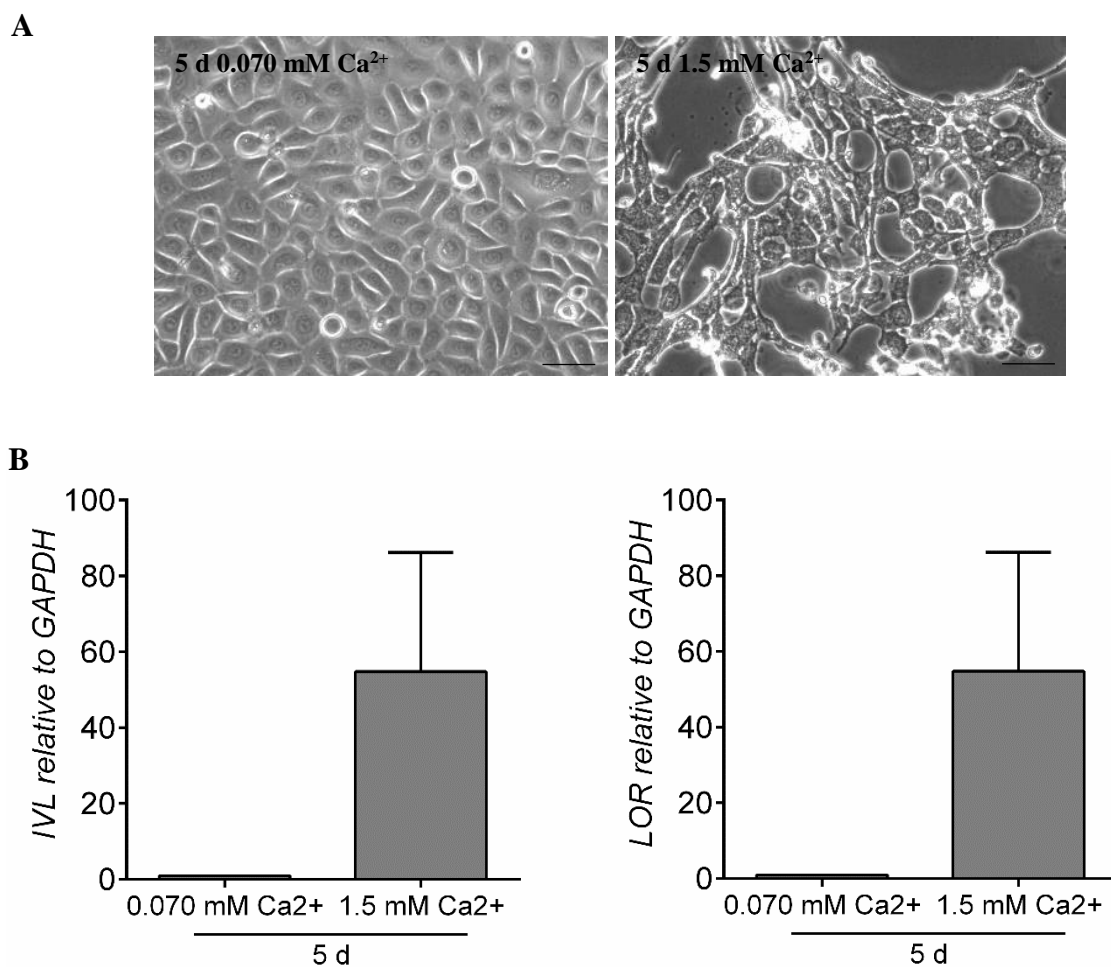 A
5 d 0.070 mM Ca²⁺
5 d 1.5 mM Ca²⁺
B
IVL relative to GAPDH
100
80
60
40
20
0
0.070 mM Ca2+ 1.5 mM Ca2+
5 d
LOR relative to GAPDH
100
80
60
40
20
0
0.070 mM Ca2+ 1.5 mM Ca2+
5 d